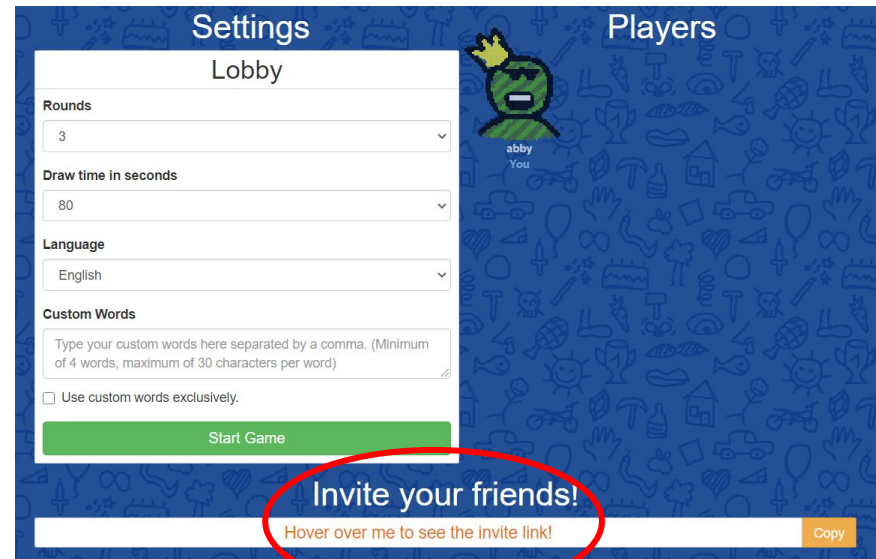 Settings
Players
Lobby
Rounds
3
Draw time in seconds
80
Language
English
Custom Words
Type your custom words here separated by a comma. (Minimum
of 4 words, maximum of 30 characters per word)
Use custom words exclusively.
Start Game
abby
You
Invite your friends!
Hover over me to see the invite link!
Copy